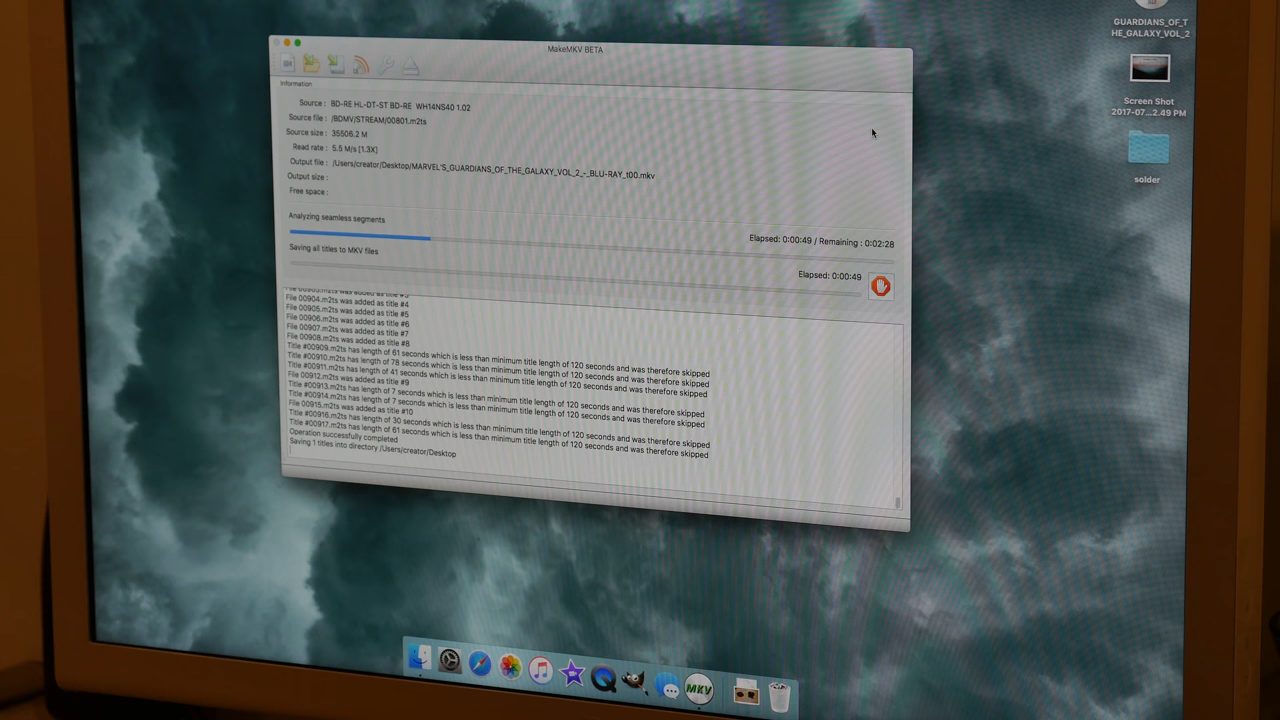 MakeMKV BETA
Information
Source : BD-RE HL-DT-ST BD-RE WH14NS40 1.02
Source file : /BDMV/STREAM/00801.m2ts
Source size : 35506.2 M
Read rate : 5.5 M/s [1.3X]
Output file : /Users/creator/Desktop/MARVEL'S_GUARDIANS_OF_THE_GALAXY_VOL_2_-_BLU-RAY_t00.mkv
Output size :
Free space :
Analyzing seamless segments
Elapsed: 0:00:49 / Remaining : 0:02:28
Saving all titles to MKV files
Elapsed: 0:00:49
File 00904.m2ts was added as title #4
File 00905.m2ts was added as title #5
File 00906.m2ts was added as title #6
File 00907.m2ts was added as title #7
File 00908.m2ts was added as title #8
Title #00909.m2ts has length of 61 seconds which is less than minimum title length of 120 seconds and was therefore skipped
Title #00910.m2ts has length of 78 seconds which is less than minimum title length of 120 seconds and was therefore skipped
Title #00911.m2ts has length of 41 seconds which is less than minimum title length of 120 seconds and was therefore skipped
File 00912.m2ts was added as title #9
Title #00913.m2ts has length of 7 seconds which is less than minimum title length of 120 seconds and was therefore skipped
Title #00914.m2ts has length of 7 seconds which is less than minimum title length of 120 seconds and was therefore skipped
File 00915.m2ts was added as title #10
Title #00916.m2ts has length of 30 seconds which is less than minimum title length of 120 seconds and was therefore skipped
Title #00917.m2ts has length of 61 seconds which is less than minimum title length of 120 seconds and was therefore skipped
Operation successfully completed
Saving 1 titles into directory /Users/creator/Desktop
GUARDIANS_OF_T
HE_GALAXY_VOL_2
Screen Shot
2017-07...2.49 PM
solder
MKV